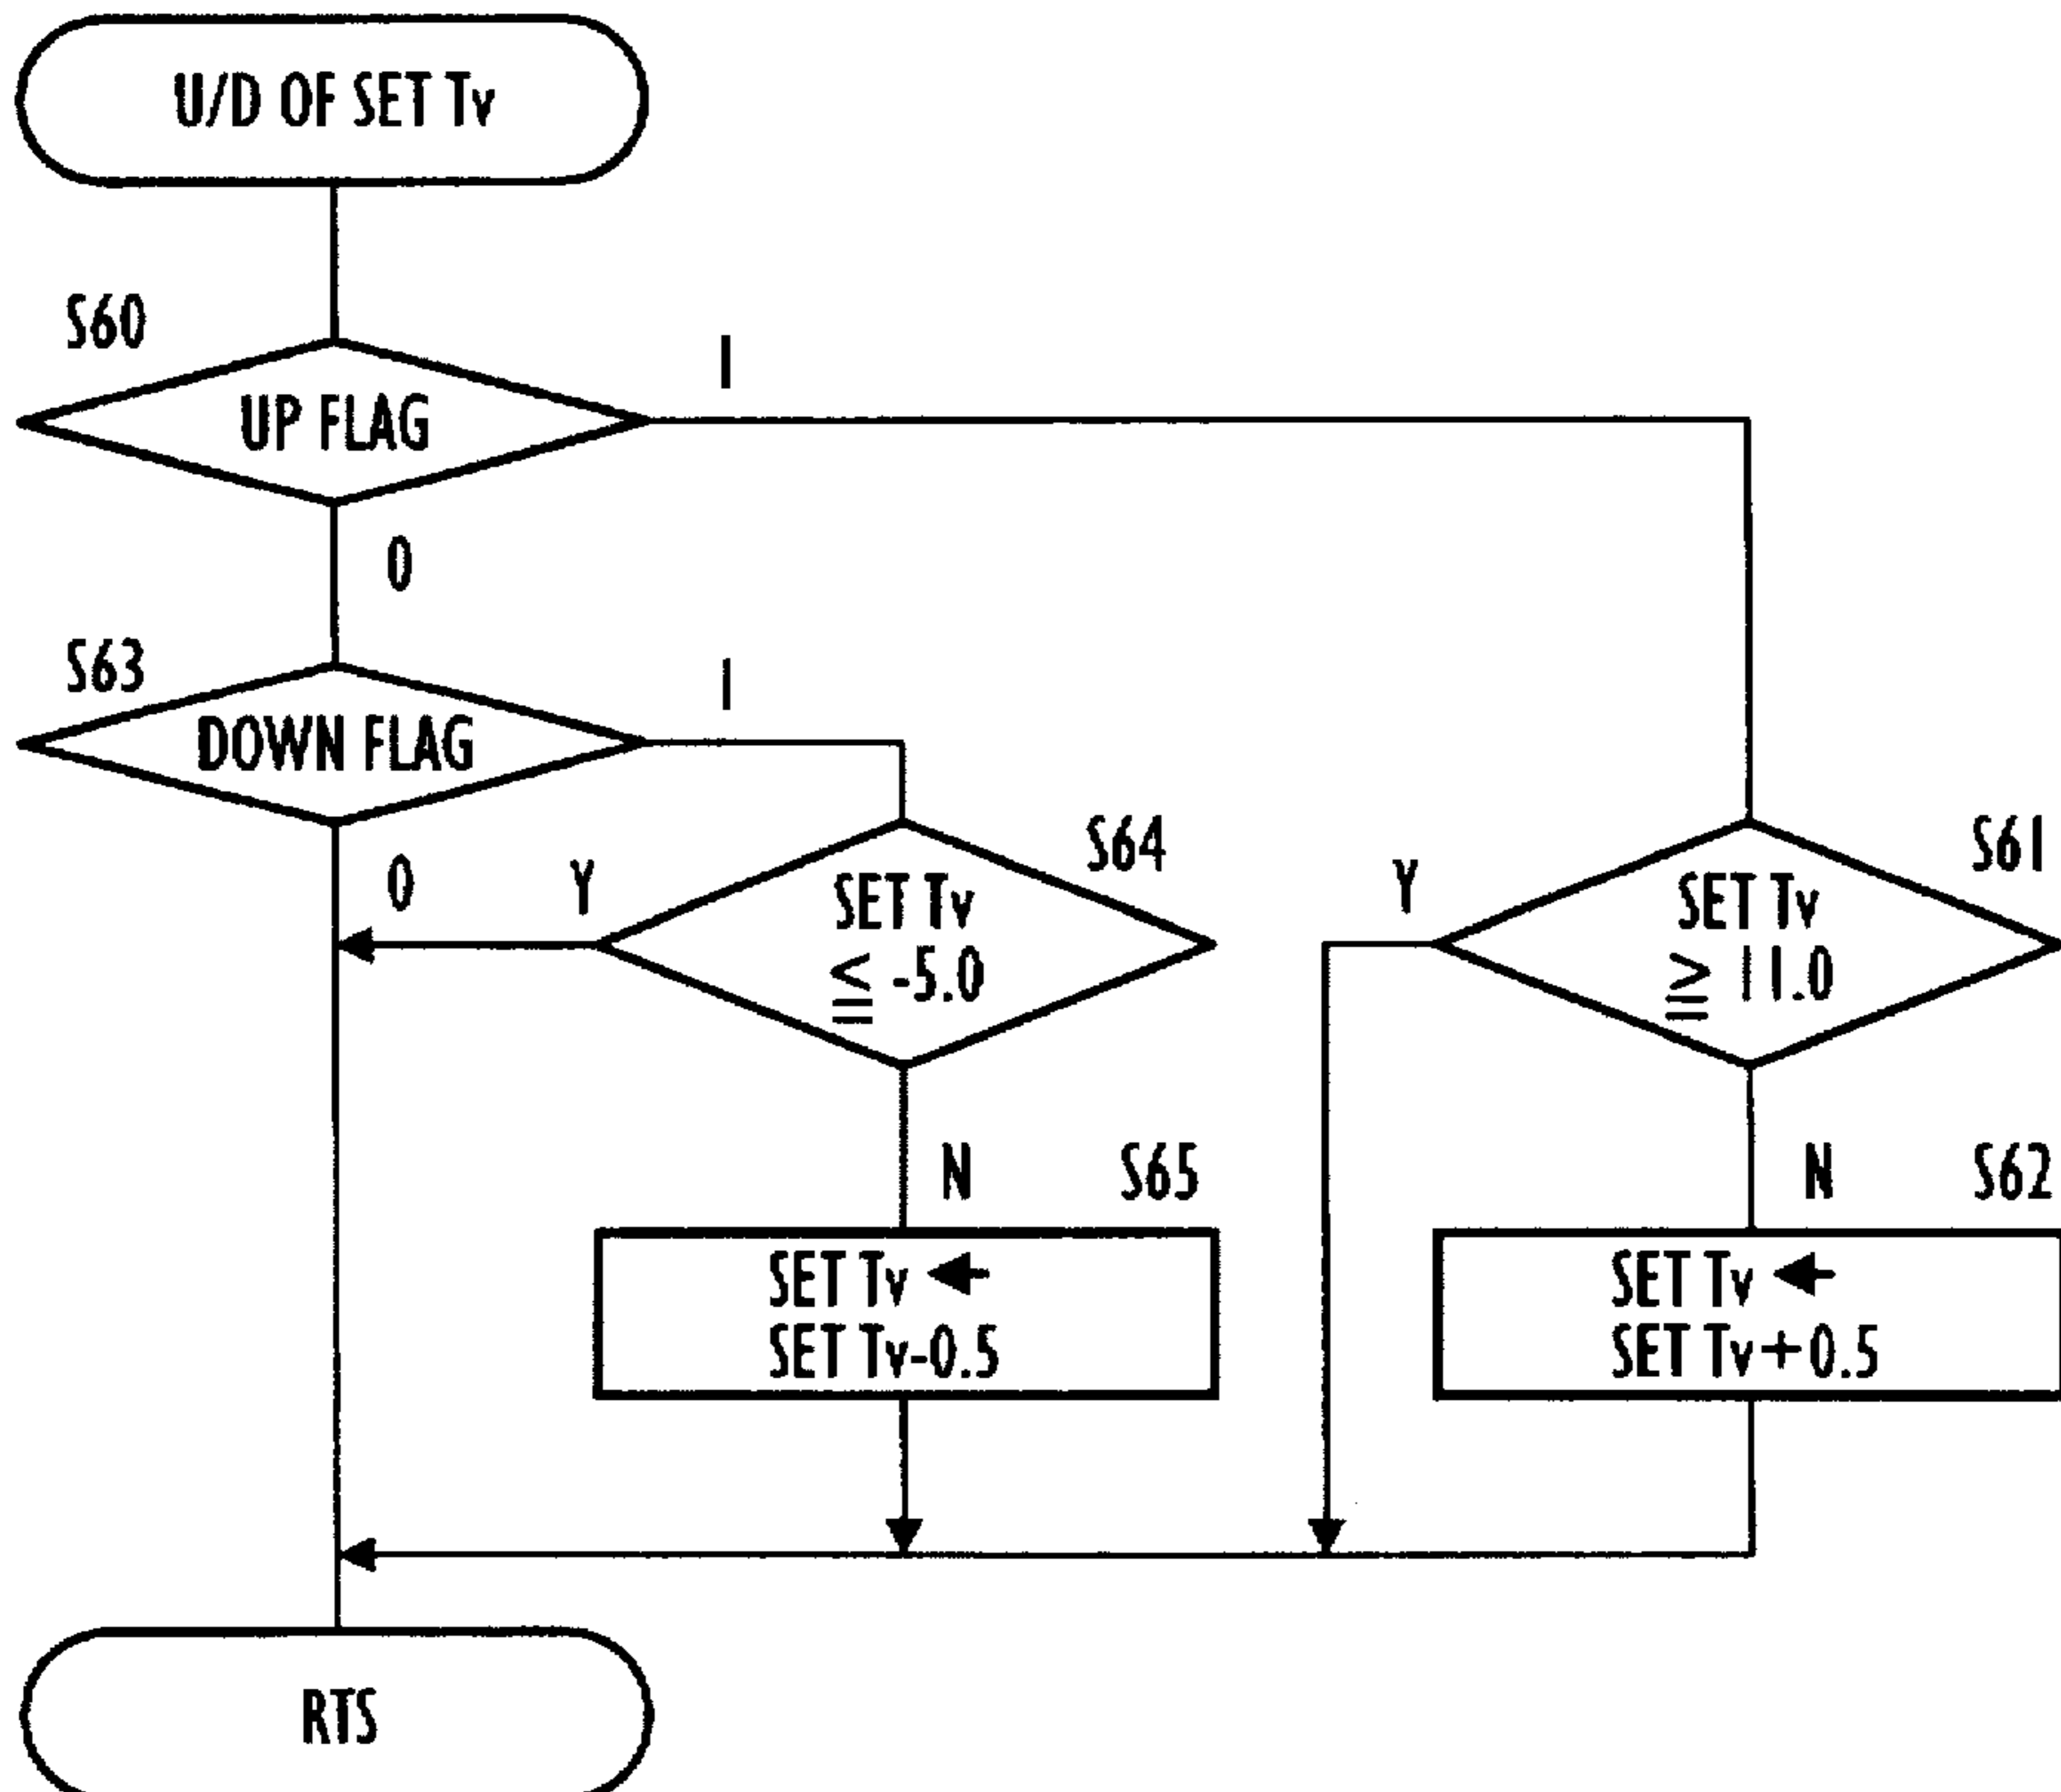 U/D OF SET Tv
S60
UP FLAG
1
0
S63
DOWN FLAG
1
0
Y
SET Tv
≦ -5.0
S64
Y
SET Tv
≧ 11.0
S61
N
S65
SET Tv ←
SET Tv-0.5
N
S62
SET Tv ←
SET Tv+0.5
RTS